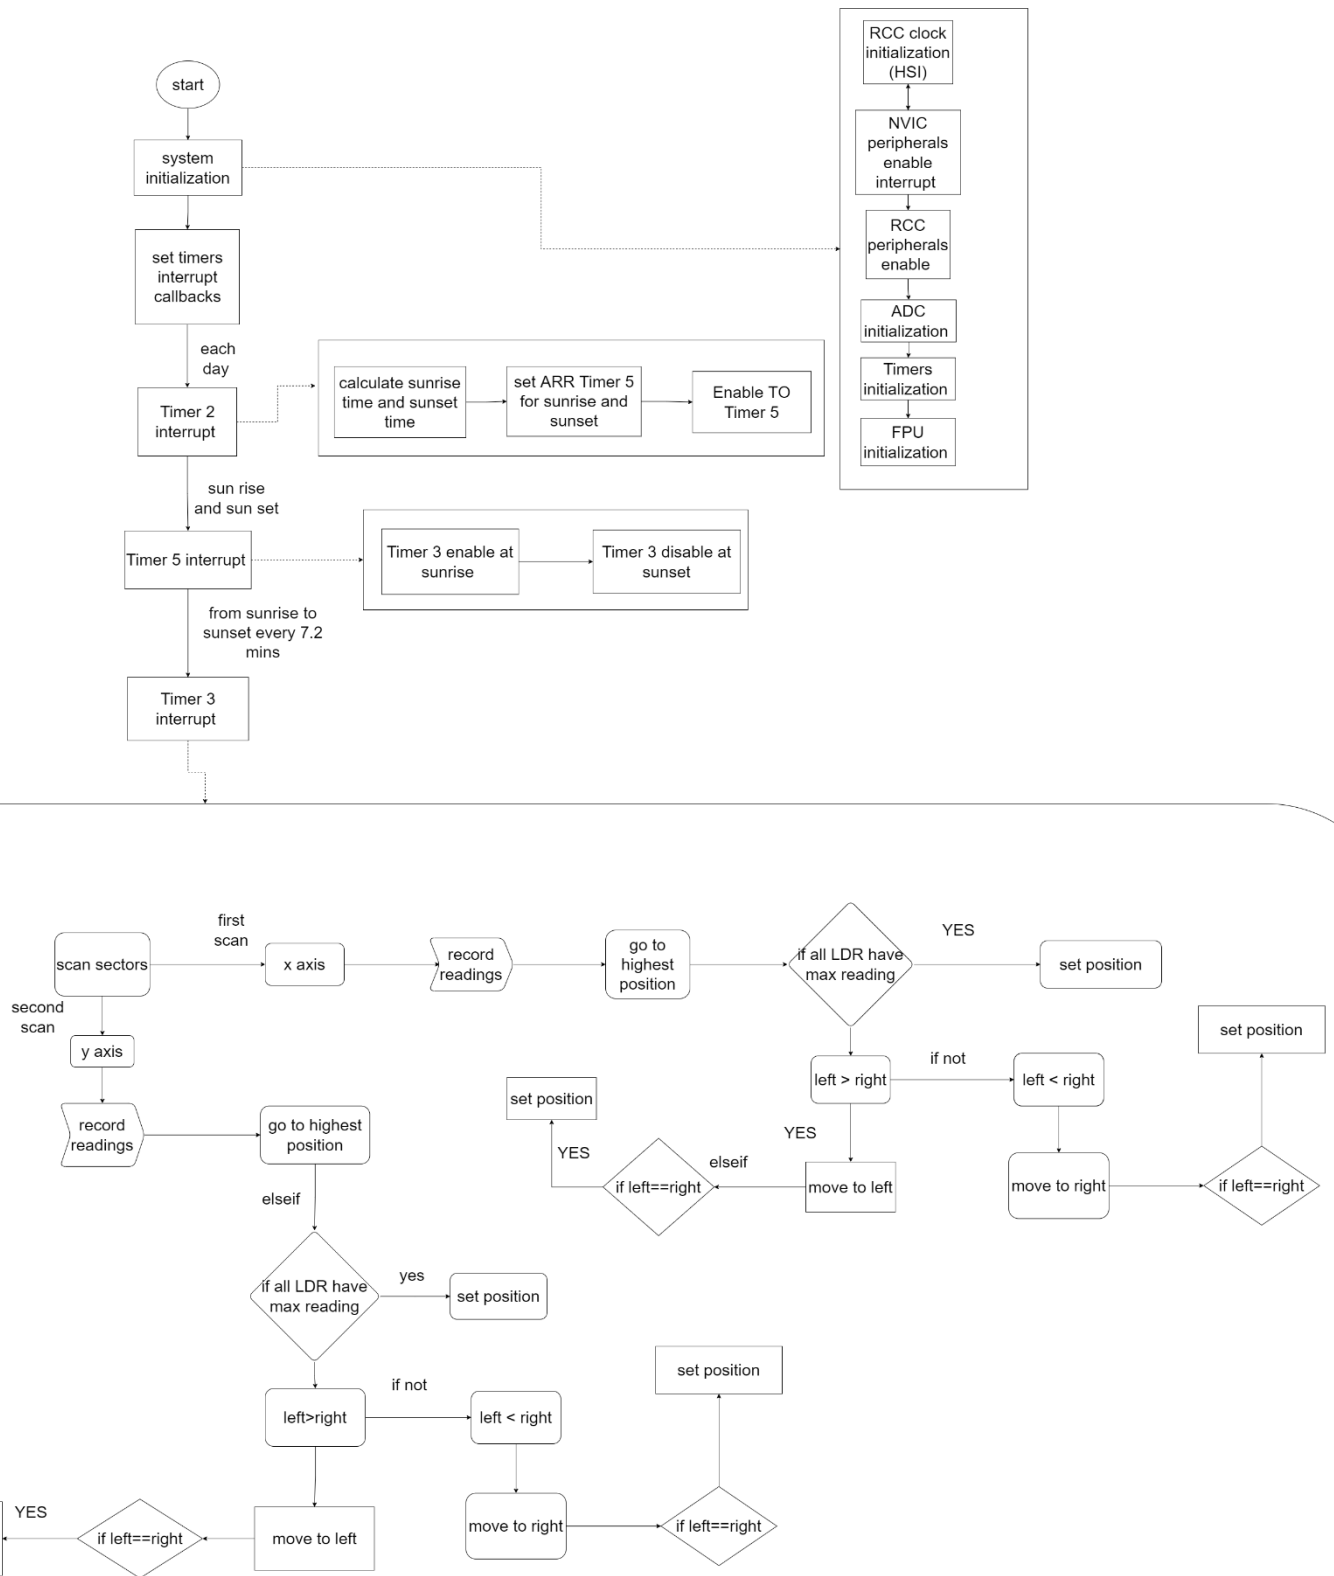 start
system
initialization
set timers
interrupt
callbacks
each
day
Timer 2
interrupt
sun rise
and sun set
Timer 5 interrupt
from sunrise to
sunset every 7.2
mins
Timer 3
interrupt
RCC clock
initialization
(HSI)
NVIC
peripherals
enable
interrupt
RCC
peripherals
enable
ADC
initialization
Timers
initialization
FPU
initialization
calculate sunrise
time and sunset
time
set ARR Timer 5
for sunrise and
sunset
Enable TO
Timer 5
Timer 3 enable at
sunrise
Timer 3 disable at
sunset
scan sectors
first
scan
x axis
record
readings
go to
highest
position
if all LDR have
max reading
YES
set position
left > right
if not
left < right
move to right
if left==right
set position
YES
move to left
elseif
if left==right
YES
set position
second
scan
y axis
record
readings
go to highest
position
elseif
if all LDR have
max reading
yes
set position
left>right
if not
left < right
move to right
if left==right
set position
move to left
if left==right
YES